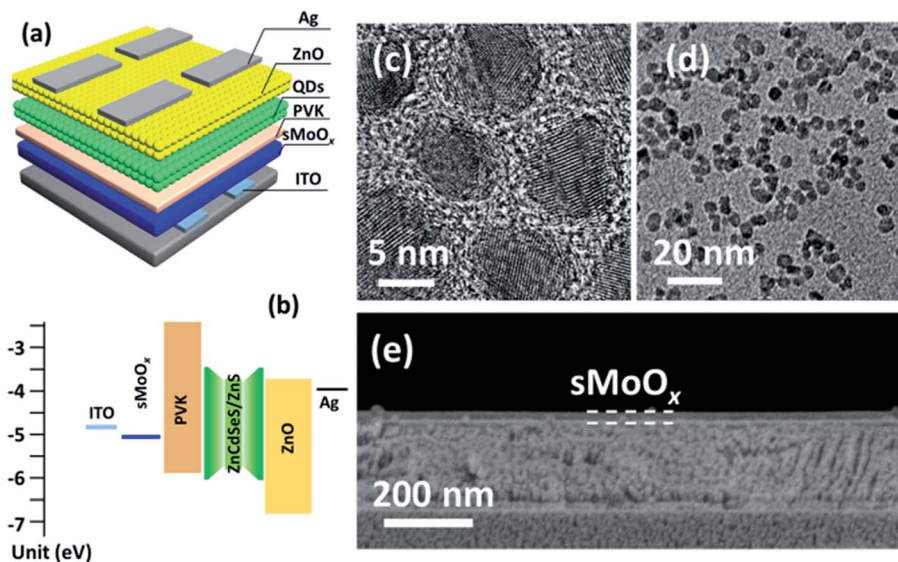 (a)
Ag
ZnO
QDs
PVK
sMoOₓ
ITO
(b)
-3
-4
-5
-6
-7
Unit (eV)
ITO
sMoOₓ
PVK
ZnCdSeS/ZnS
ZnO
Ag
(c)
5 nm
(d)
20 nm
(e)
sMoOₓ
200 nm